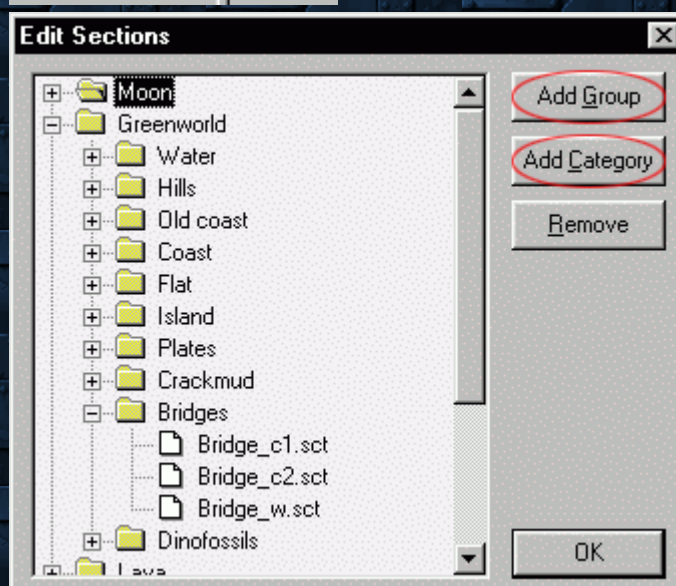 Edit Sections
Moon
Add Group
Greenworld
Water
Add Category
Hills
Old coast
Remove
Coast
Flat
Island
Plates
Crackmud
Bridges
Bridge_c1.sct
Bridge_c2.sct
Bridge_w.sct
Dinofossils
OK
Lava